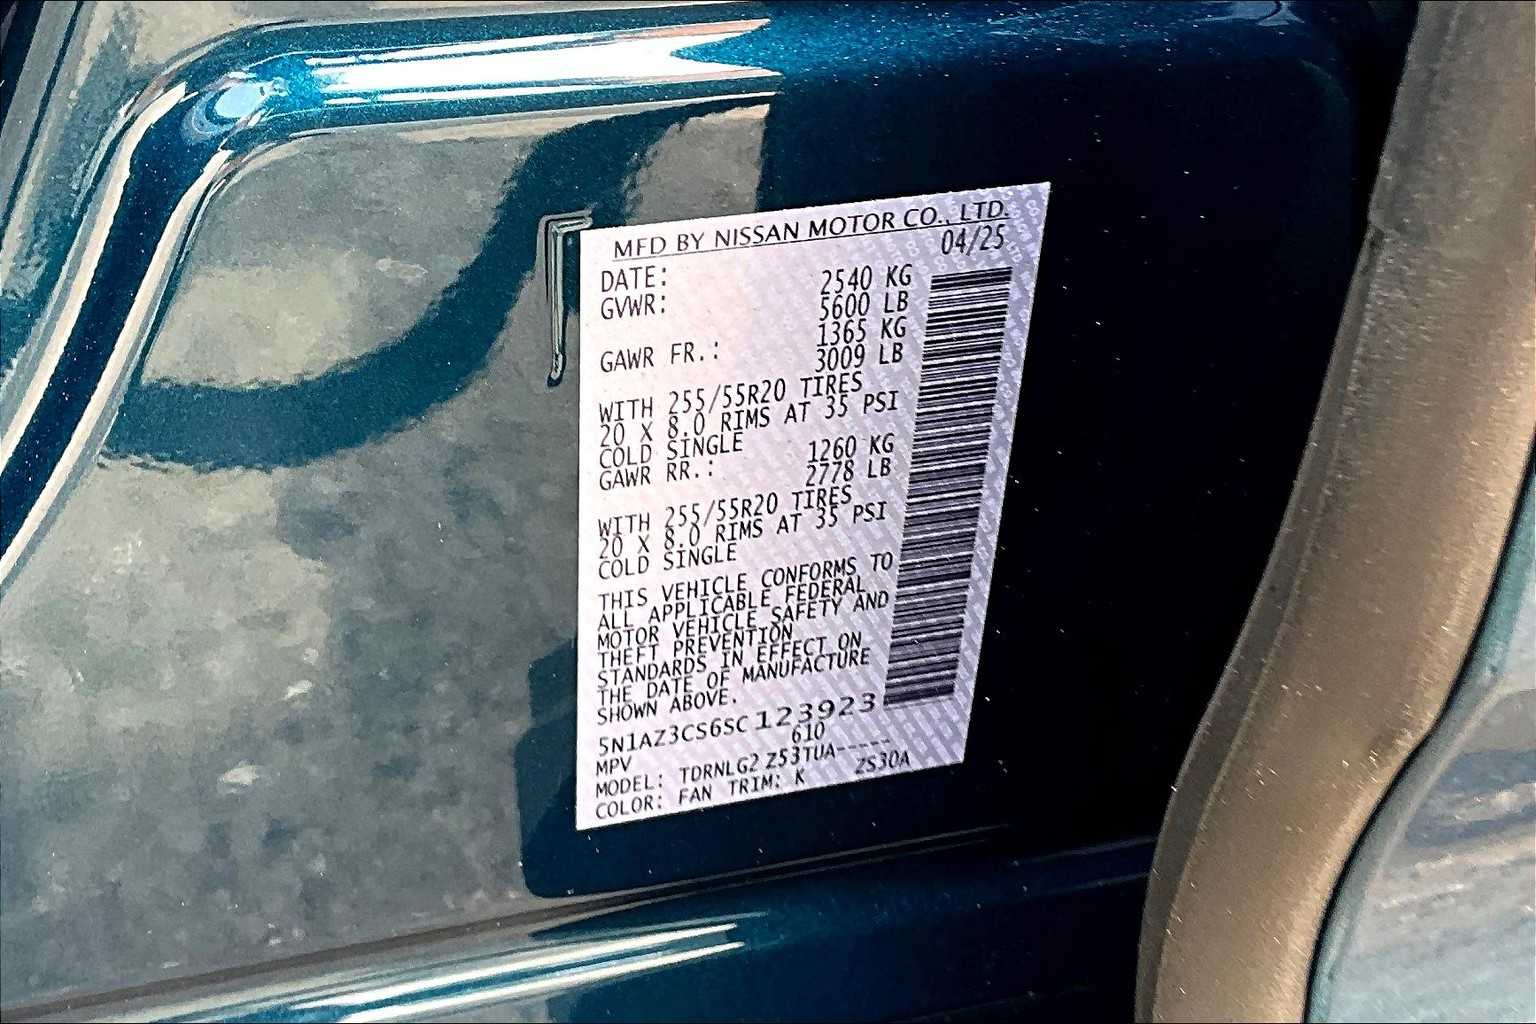 MFD BY NISSAN MOTOR CO., LTD.
DATE: 04/25
GVWR: 2540 KG
5600 LB
GAWR FR.: 1365 KG
3009 LB
WITH 255/55R20 TIRES
20 X 8.0 RIMS AT 35 PSI
COLD SINGLE
GAWR RR.: 1260 KG
2778 LB
WITH 255/55R20 TIRES
20 X 8.0 RIMS AT 35 PSI
COLD SINGLE
THIS VEHICLE CONFORMS TO
ALL APPLICABLE FEDERAL
MOTOR VEHICLE SAFETY AND
THEFT PREVENTION
STANDARDS IN EFFECT ON
THE DATE OF MANUFACTURE
SHOWN ABOVE.
5N1AZ3CS6SC123923
MPV 610
MODEL: TDRNLG2 Z53TUA-----
COLOR: FAN TRIM: K ZS30A